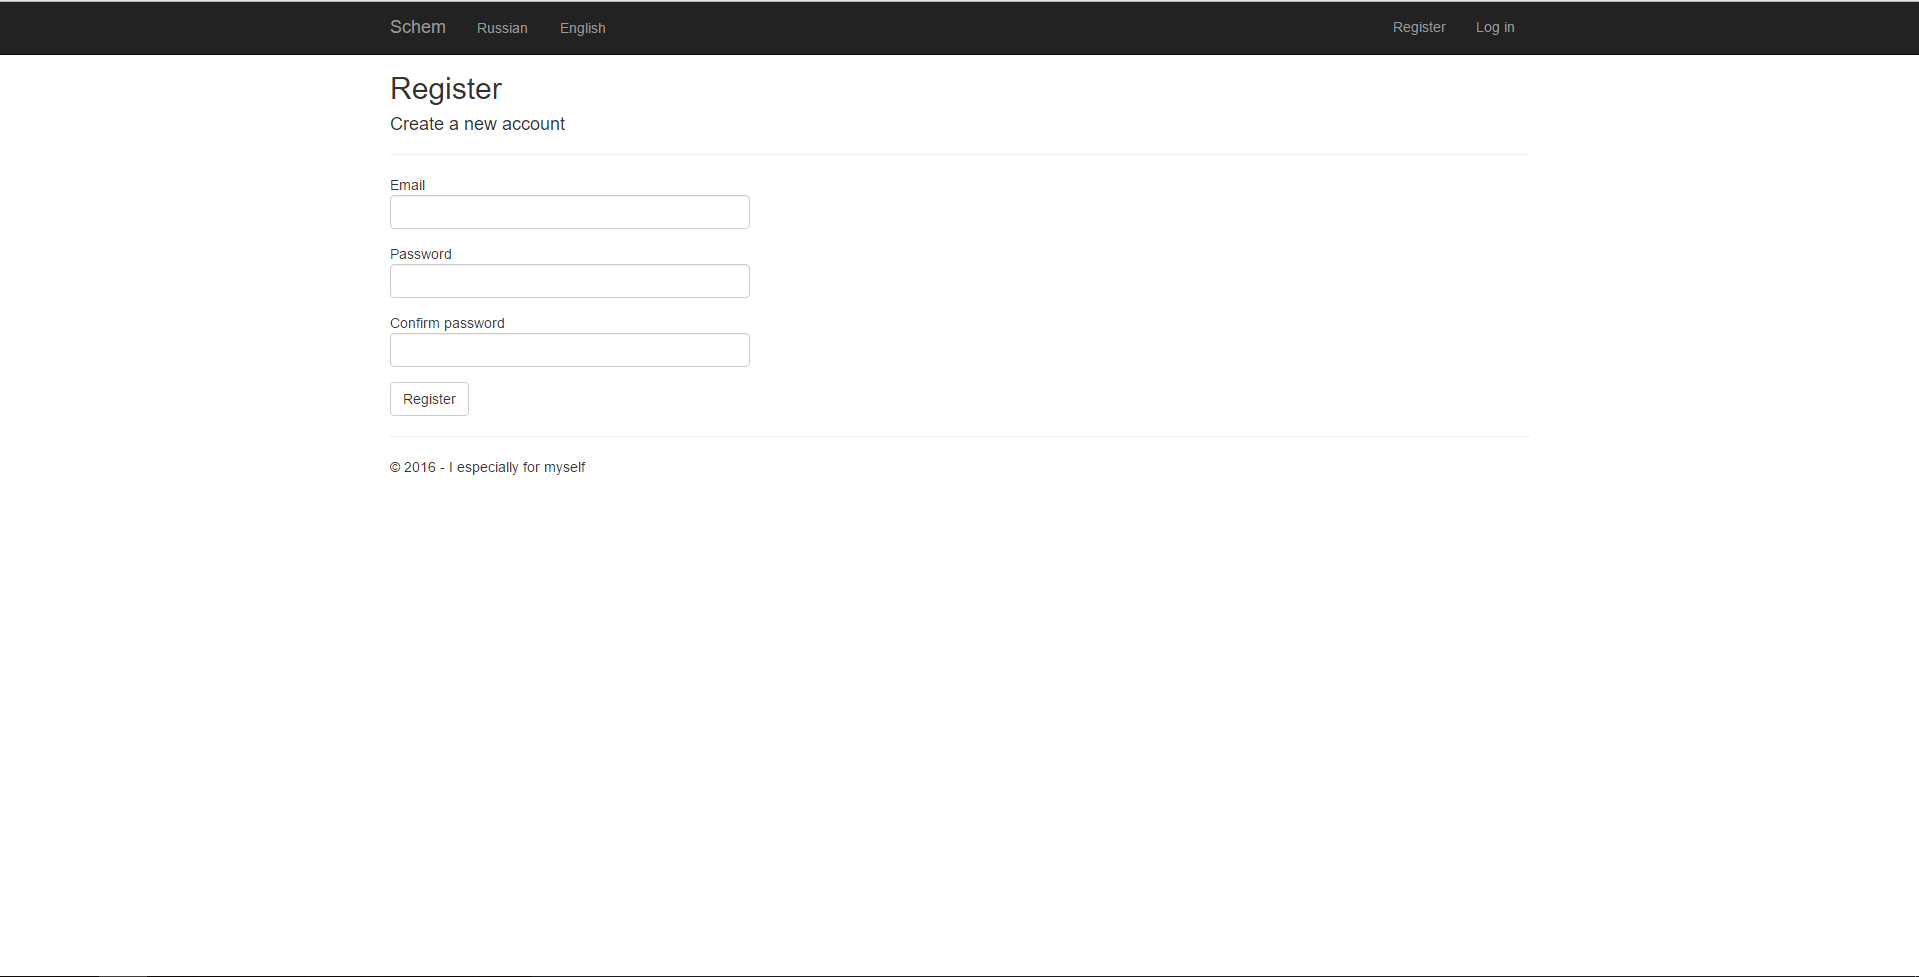 Schem Russian English Register Log in
Register
Create a new account
Email
Password
Confirm password
Register
© 2016 - I especially for myself